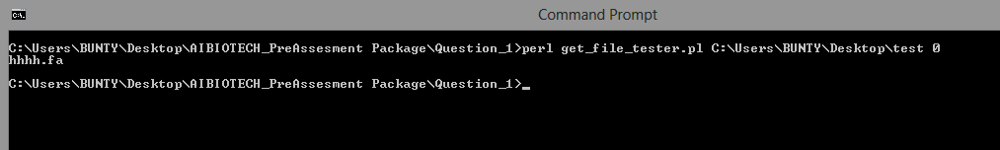 C:\.
Command Prompt
C:\Users\BUNTY\Desktop\AIBIOTECH_PreAssesment Package\Question_1>perl get_file_tester.pl C:\Users\BUNTY\Desktop\test 0
hhhh.fa
C:\Users\BUNTY\Desktop\AIBIOTECH_PreAssesment Package\Question_1>_